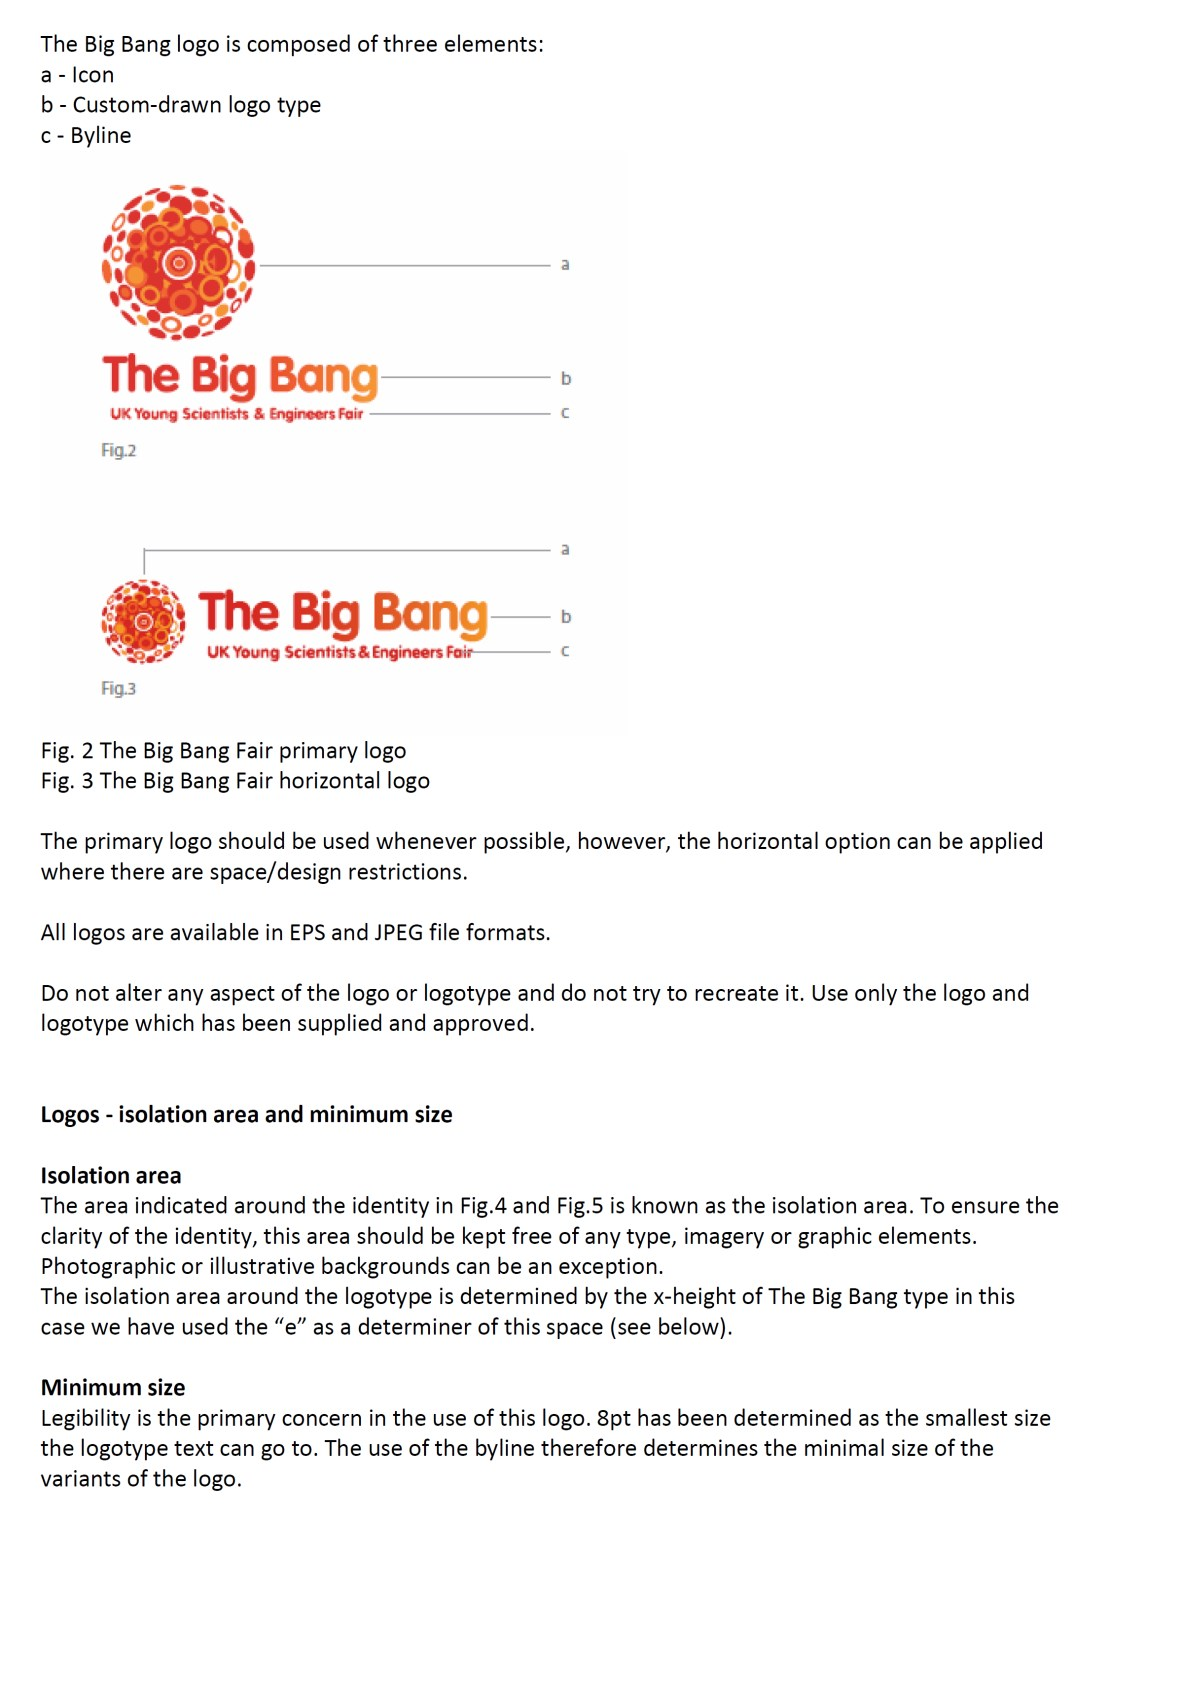 The Big Bang logo is composed of three elements:
a - Icon
b - Custom-drawn logo type
c - Byline
a
The Big Bang
b
UK Young Scientists & Engineers Fair
c
Fig.2
a
The Big Bang
b
UK Young Scientists & Engineers Fair
c
Fig.3
Fig. 2 The Big Bang Fair primary logo
Fig. 3 The Big Bang Fair horizontal logo
The primary logo should be used whenever possible, however, the horizontal option can be applied
where there are space/design restrictions.
All logos are available in EPS and JPEG file formats.
Do not alter any aspect of the logo or logotype and do not try to recreate it. Use only the logo and
logotype which has been supplied and approved.
Logos - isolation area and minimum size
Isolation area
The area indicated around the identity in Fig.4 and Fig.5 is known as the isolation area. To ensure the
clarity of the identity, this area should be kept free of any type, imagery or graphic elements.
Photographic or illustrative backgrounds can be an exception.
The isolation area around the logotype is determined by the x-height of The Big Bang type in this
case we have used the “e” as a determiner of this space (see below).
Minimum size
Legibility is the primary concern in the use of this logo. 8pt has been determined as the smallest size
the logotype text can go to. The use of the byline therefore determines the minimal size of the
variants of the logo.